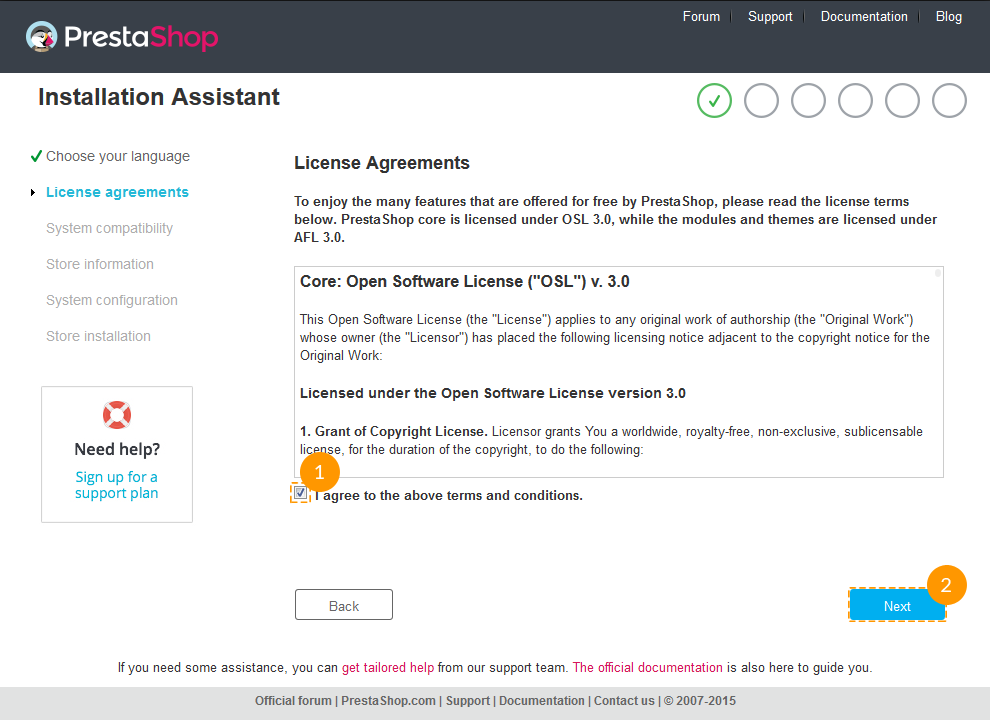 Forum
Support
Documentation
Blog
PrestaShop
Installation Assistant
Choose your language
License agreements
System compatibility
Store information
System configuration
Store installation
Need help?
Sign up for a
support plan
License Agreements
To enjoy the many features that are offered for free by PrestaShop, please read the license terms
below. PrestaShop core is licensed under OSL 3.0, while the modules and themes are licensed under
AFL 3.0.
Core: Open Software License ("OSL") v. 3.0
This Open Software License (the "License") applies to any original work of authorship (the "Original Work")
whose owner (the "Licensor") has placed the following licensing notice adjacent to the copyright notice for the
Original Work:
Licensed under the Open Software License version 3.0
1. Grant of Copyright License. Licensor grants You a worldwide, royalty-free, non-exclusive, sublicensable
license, for the duration of the copyright, to do the following:
1
I agree to the above terms and conditions.
Back
Next
2
If you need some assistance, you can get tailored help from our support team. The official documentation is also here to guide you.
Official forum | PrestaShop.com | Support | Documentation | Contact us | © 2007-2015